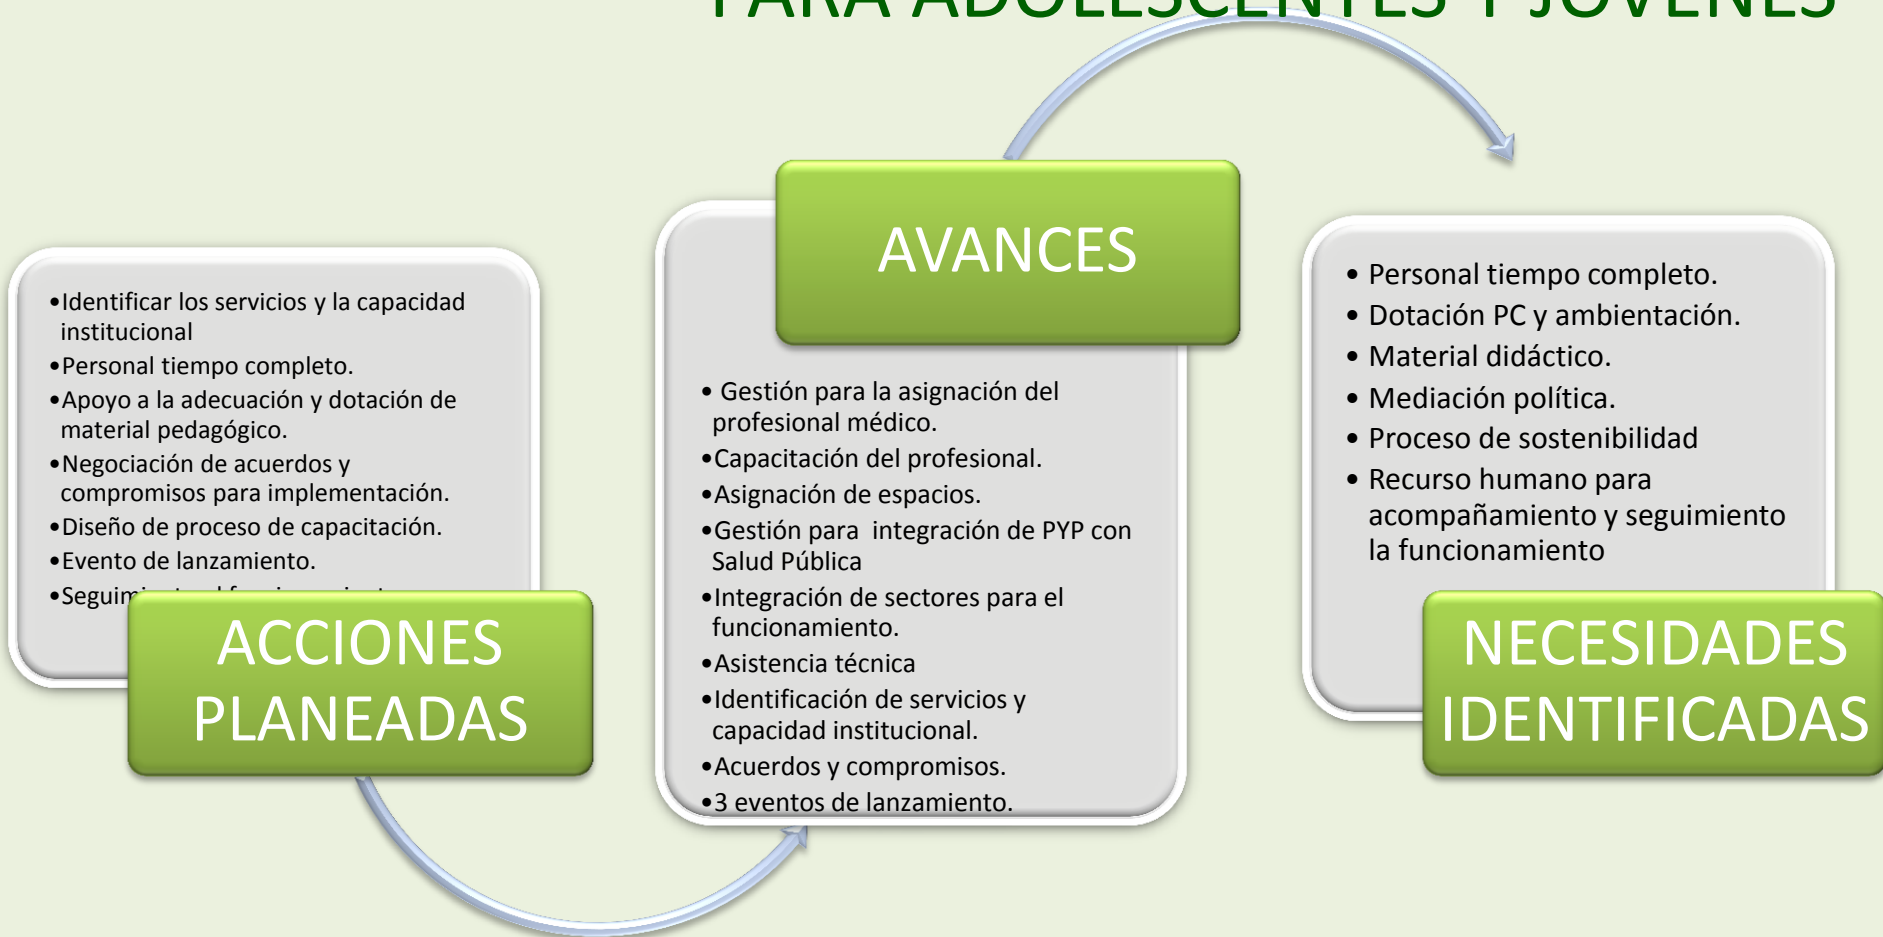 PARA ADOLESCENTES Y JÓVENES
•Identificar los servicios y la capacidad
institucional
•Personal tiempo completo.
•Apoyo a la adecuación y dotación de
material pedagógico.
•Negociación de acuerdos y
compromisos para implementación.
•Diseño de proceso de capacitación.
•Evento de lanzamiento.
ACCIONES
PLANEADAS
AVANCES
• Gestión para la asignación del
profesional médico.
•Capacitación del profesional.
•Asignación de espacios.
•Gestión para integración de PYP con
Salud Pública
•Integración de sectores para el
funcionamiento.
•Asistencia técnica
•Identificación de servicios y
capacidad institucional.
•Acuerdos y compromisos.
•3 eventos de lanzamiento.
• Personal tiempo completo.
• Dotación PC y ambientación.
• Material didáctico.
• Mediación política.
• Proceso de sostenibilidad
• Recurso humano para
acompañamiento y seguimiento
la funcionamiento
NECESIDADES
IDENTIFICADAS